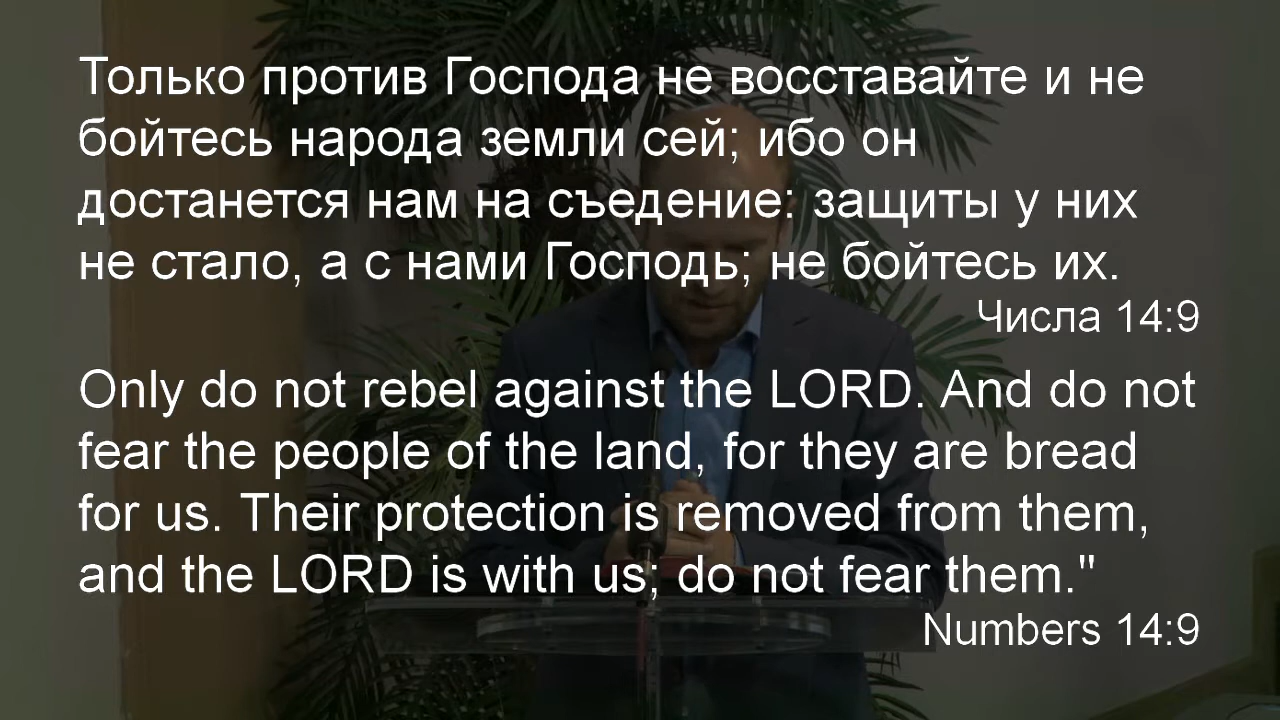 Только против Господа не восставайте и не
бойтесь народа земли сей; ибо он
достанется нам на съедение: защиты у них
не стало, а с нами Господь; не бойтесь их.
Числа 14:9
Only do not rebel against the LORD. And do not
fear the people of the land, for they are bread
for us. Their protection is removed from them,
and the LORD is with us; do not fear them."
Numbers 14:9